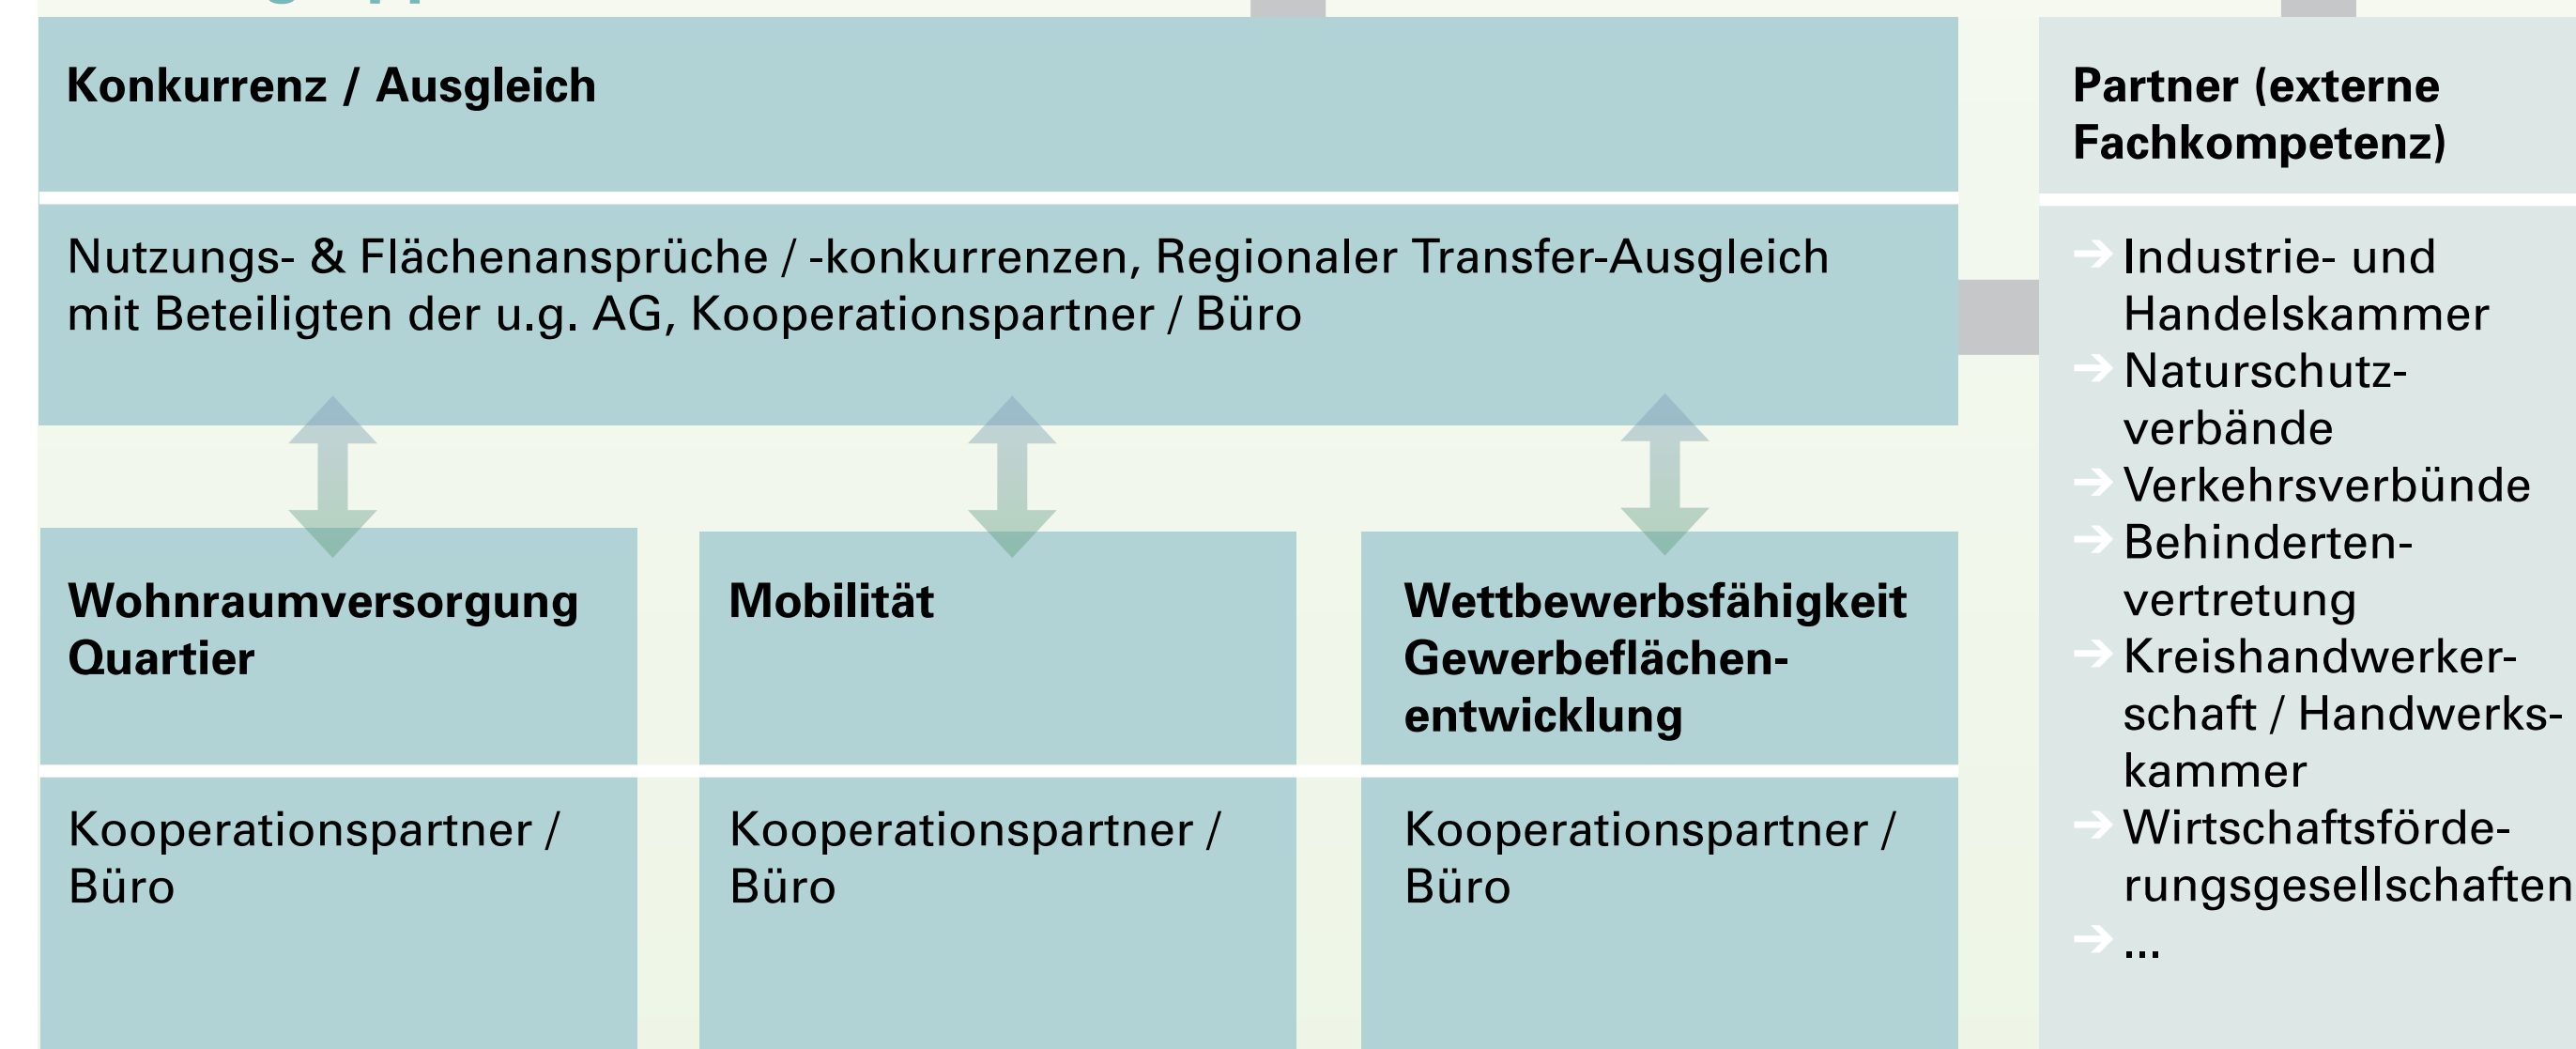 Konkurrenz / Ausgleich
Nutzungs- & Flächenansprüche / -konkurrenzen, Regionaler Transfer-Ausgleich
mit Beteiligten der u.g. AG, Kooperationspartner / Büro
Wohnraumversorgung
Quartier
Kooperationspartner /
Büro
Mobilität
Kooperationspartner /
Büro
Wettbewerbsfähigkeit
Gewerbeflächen-
entwicklung
Kooperationspartner /
Büro
Partner (externe
Fachkompetenz)
➔ Industrie- und
Handelskammer
➔ Naturschutz-
verbände
➔ Verkehrsverbünde
➔ Behinderten-
vertretung
➔ Kreishandwerker-
schaft / Handwerks-
kammer
➔ Wirtschaftsförde-
rungsgesellschaften
➔ ...